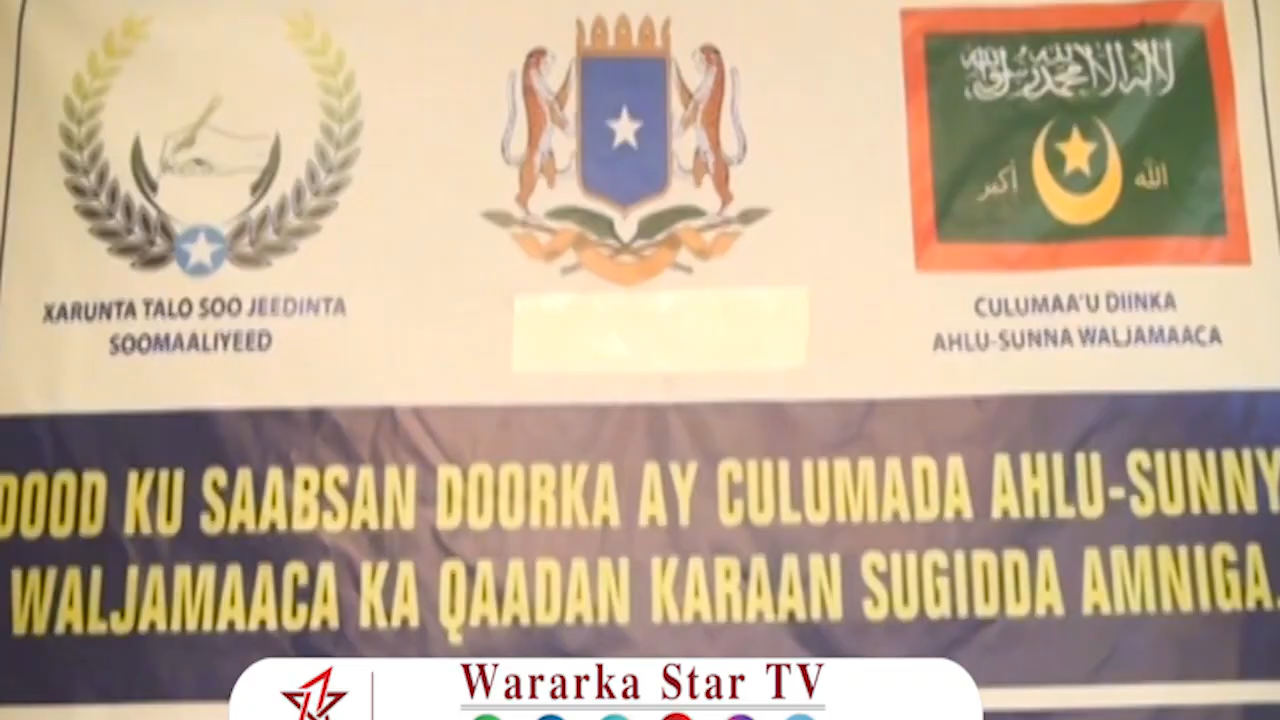 لا إله إلا الله محمد رسول الله
الله
أكبر
XARUNTA TALO SOO JEEDINTA
SOOMAALIYEED
CULUMAA'U DIINKA
AHLU-SUNNA WALJAMAACA
DOOD KU SAABSAN DOORKA AY CULUMADA AHLU-SUNNY
WALJAMAACA KA QAADAN KARAAN SUGIDDA AMNIGA.
Wararka Star TV